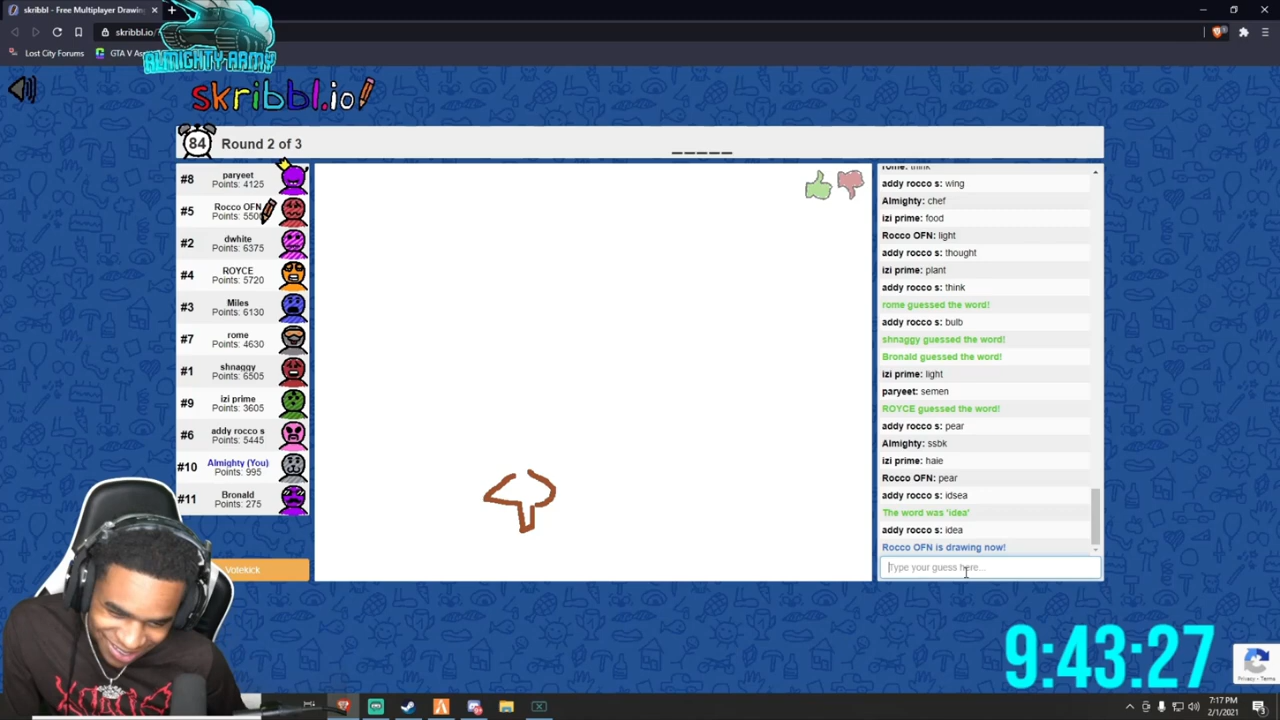 skribbl - Free Multiplayer Drawin
skribbl.io/
Lost City Forums
GTA V As
ALMIGHTY ARMY
skribbl.io
84
Round 2 of 3
_____
#8 paryeet
Points: 4125
#5 Rocco OFN
Points: 5500
#2 dwhite
Points: 6375
#4 ROYCE
Points: 5720
#3 Miles
Points: 6130
#7 rome
Points: 4630
#1 shnaggy
Points: 6505
#9 izi prime
Points: 3605
#6 addy rocco s
Points: 5445
#10 Almighty (You)
Points: 995
#11 Bronald
Points: 275
Votekick
rome: think
addy rocco s: wing
Almighty: chef
izi prime: food
Rocco OFN: light
addy rocco s: thought
izi prime: plant
addy rocco s: think
rome guessed the word!
addy rocco s: bulb
shnaggy guessed the word!
Bronald guessed the word!
izi prime: light
paryeet: semen
ROYCE guessed the word!
addy rocco s: pear
Almighty: ssbk
izi prime: haie
Rocco OFN: pear
addy rocco s: idsea
The word was 'idea'
addy rocco s: idea
Rocco OFN is drawing now!
Type your guess here...
9:43:27
Privacy - Terms
7:17 PM
2/1/2021